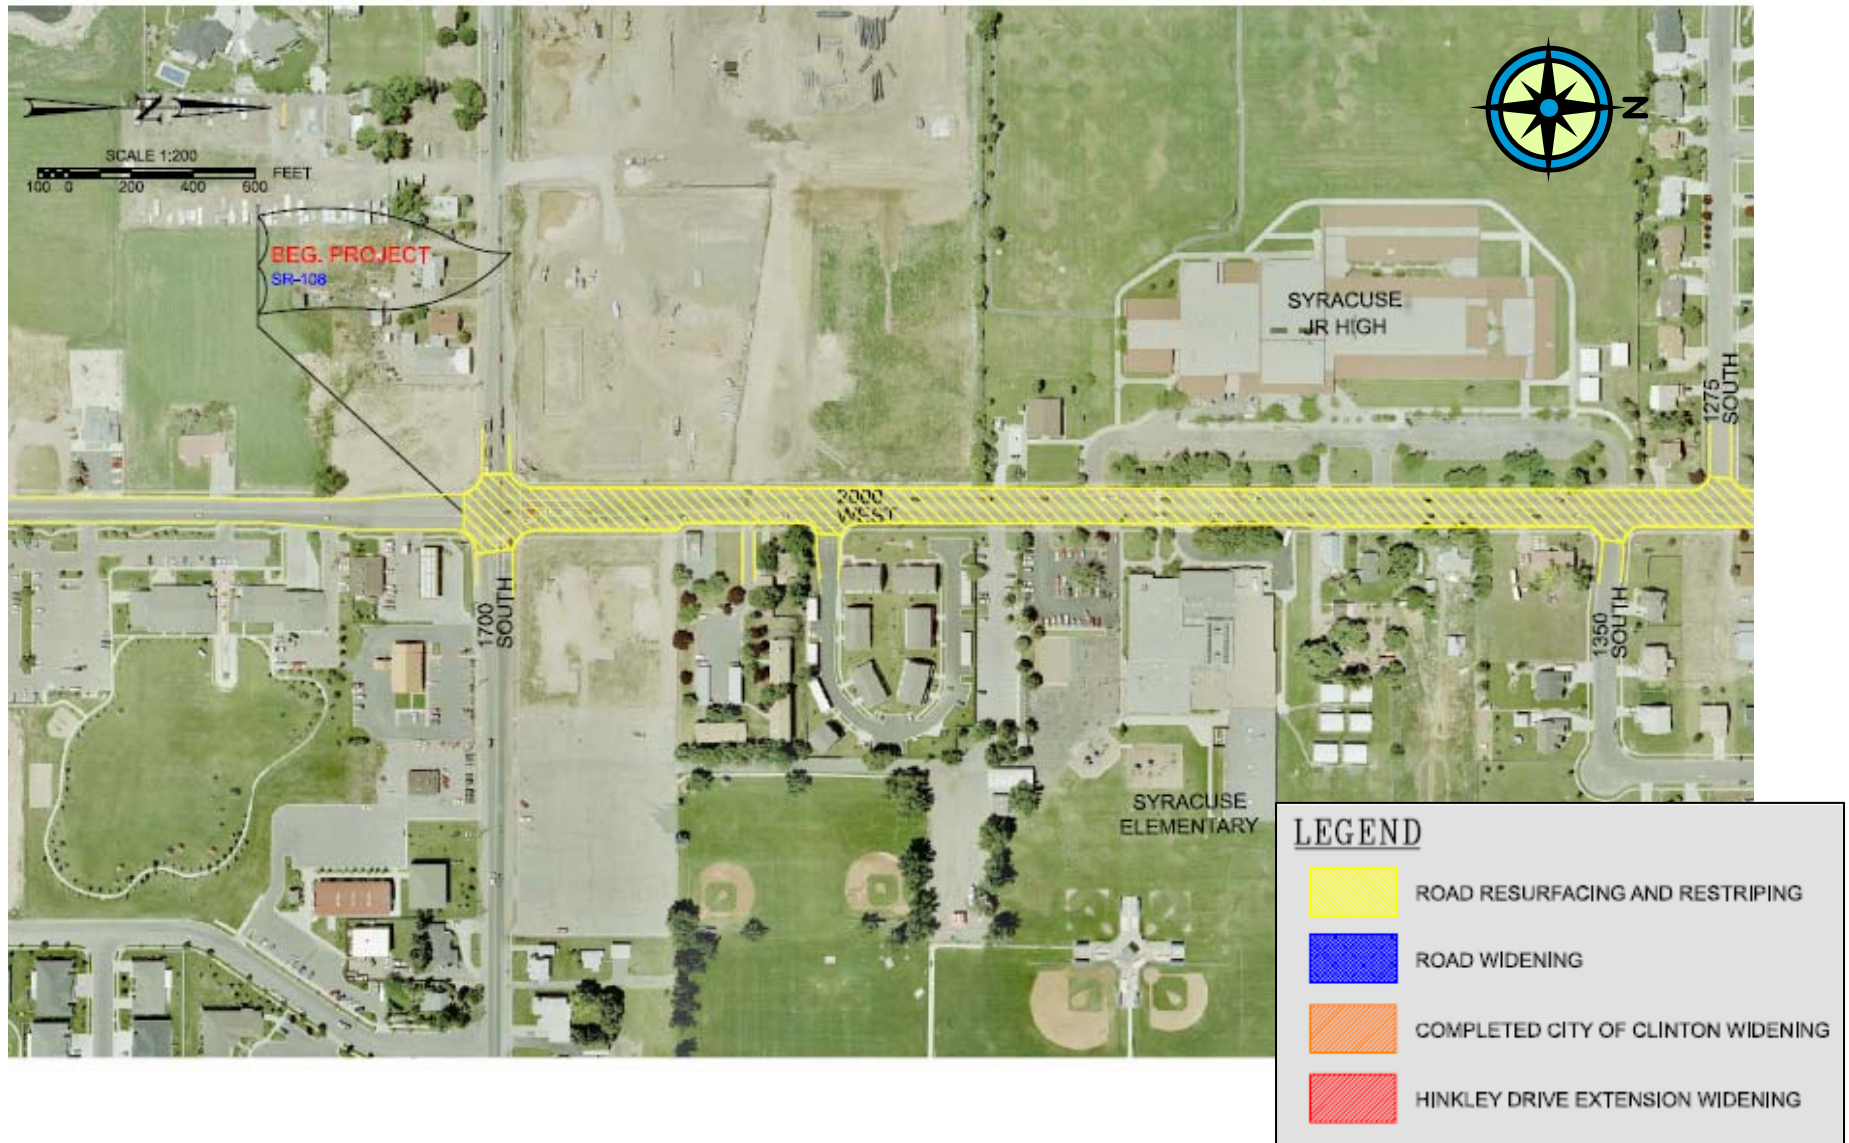 N
Z
SCALE 1:200
FEET
100 0 200 400 600
BEG. PROJECT
SR-108
SYRACUSE
JR HIGH
1275
SOUTH
2000
WEST
1700
SOUTH
1350
SOUTH
SYRACUSE
ELEMENTARY
LEGEND
ROAD RESURFACING AND RESTRIPING
ROAD WIDENING
COMPLETED CITY OF CLINTON WIDENING
HINKLEY DRIVE EXTENSION WIDENING